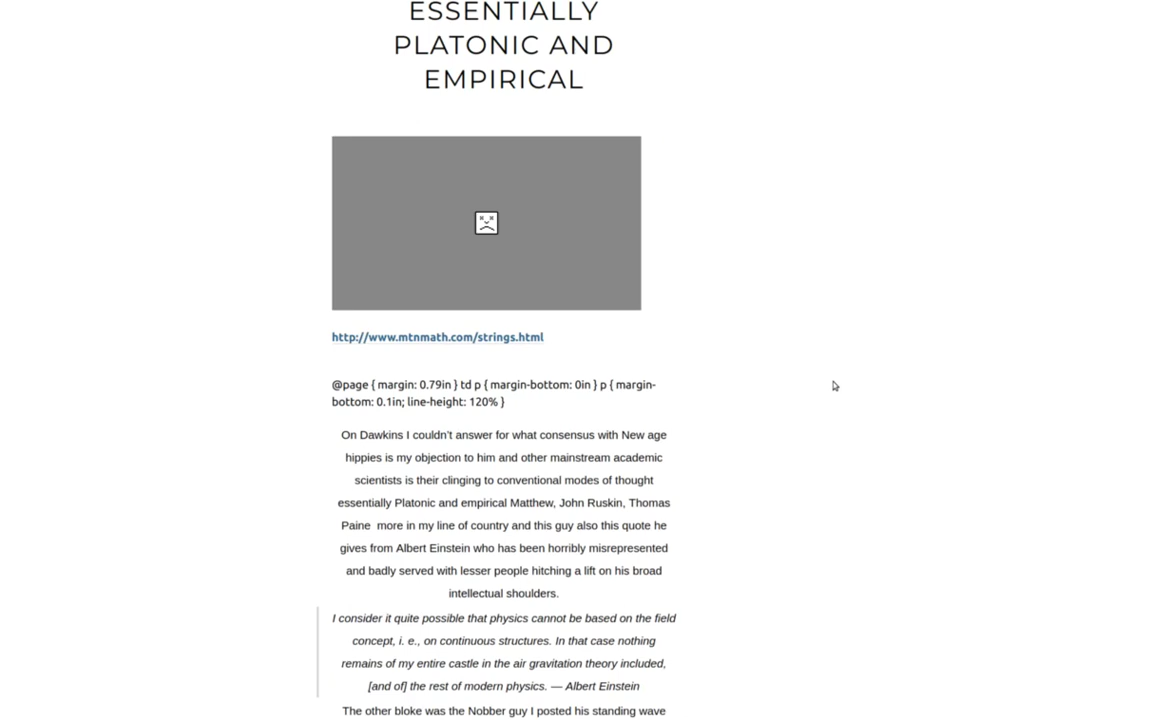 ESSENTIALLY
PLATONIC AND
EMPIRICAL
http://www.mtnmath.com/strings.html
@page { margin: 0.79in } td p { margin-bottom: 0in } p { margin-
bottom: 0.1in; line-height: 120% }
On Dawkins I couldn't answer for what consensus with New age
hippies is my objection to him and other mainstream academic
scientists is their clinging to conventional modes of thought
essentially Platonic and empirical Matthew, John Ruskin, Thomas
Paine  more in my line of country and this guy also this quote he
gives from Albert Einstein who has been horribly misrepresented
and badly served with lesser people hitching a lift on his broad
intellectual shoulders.
I consider it quite possible that physics cannot be based on the field
concept, i. e., on continuous structures. In that case nothing
remains of my entire castle in the air gravitation theory included,
[and of] the rest of modern physics. — Albert Einstein
The other bloke was the Nobber guy I posted his standing wave